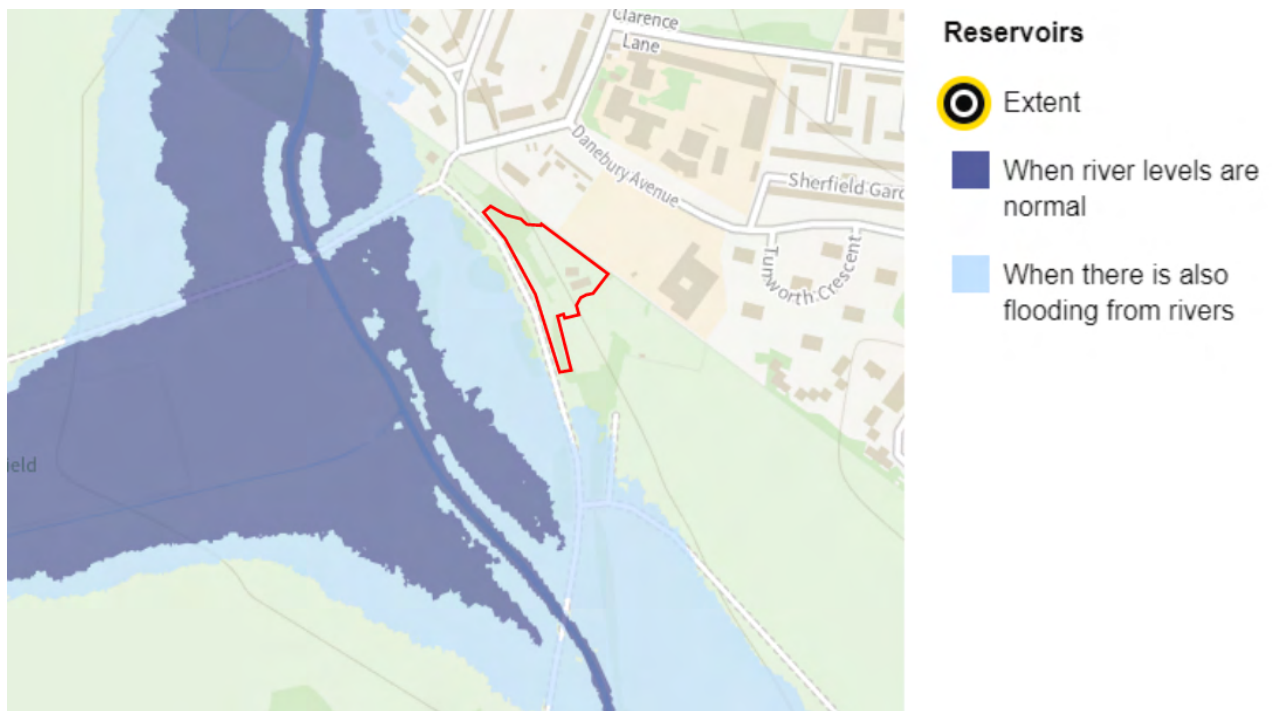 Clarence
Lane
Danebury Avenue
Sherfield Gard
Tunworth Crescent
ield
Reservoirs
Extent
When river levels are
normal
When there is also
flooding from rivers